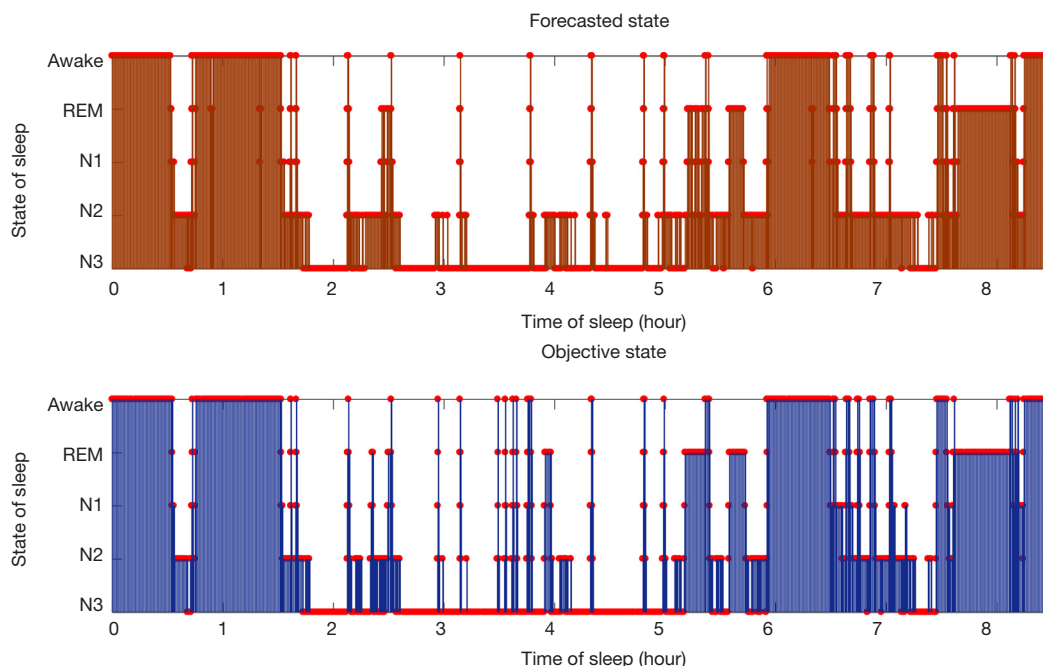 Forecasted state
State of sleep
Awake
REM
N1
N2
N3
0 1 2 3 4 5 6 7 8
Time of sleep (hour)
Objective state
State of sleep
Awake
REM
N1
N2
N3
0 1 2 3 4 5 6 7 8
Time of sleep (hour)